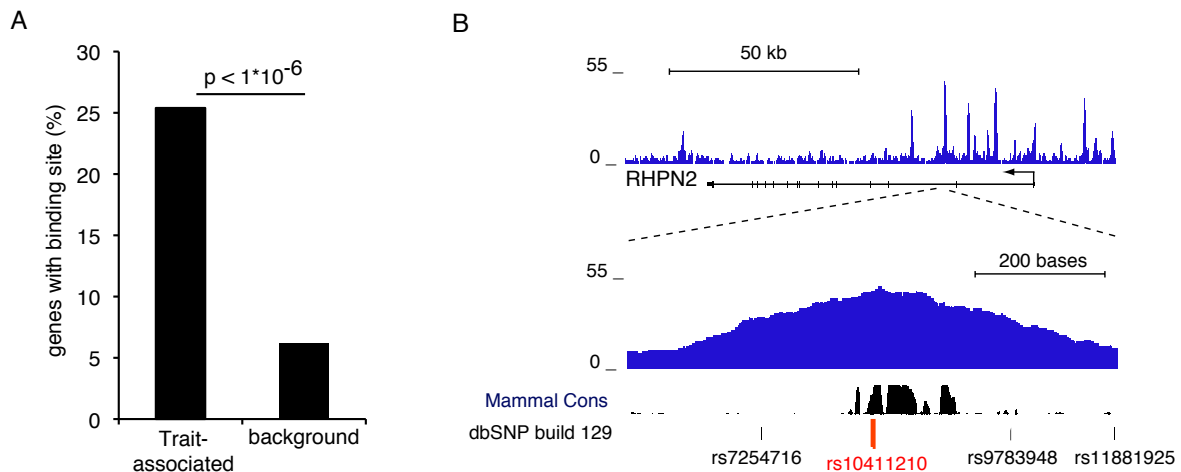 A
30
25
20
15
10
5
0
genes with binding site (%)
p < 1*10-6
Trait-
associated
background
B
50 kb
55
0
RHPN2
200 bases
55
0
Mammal Cons
dbSNP build 129
rs7254716
rs10411210
rs9783948
rs11881925